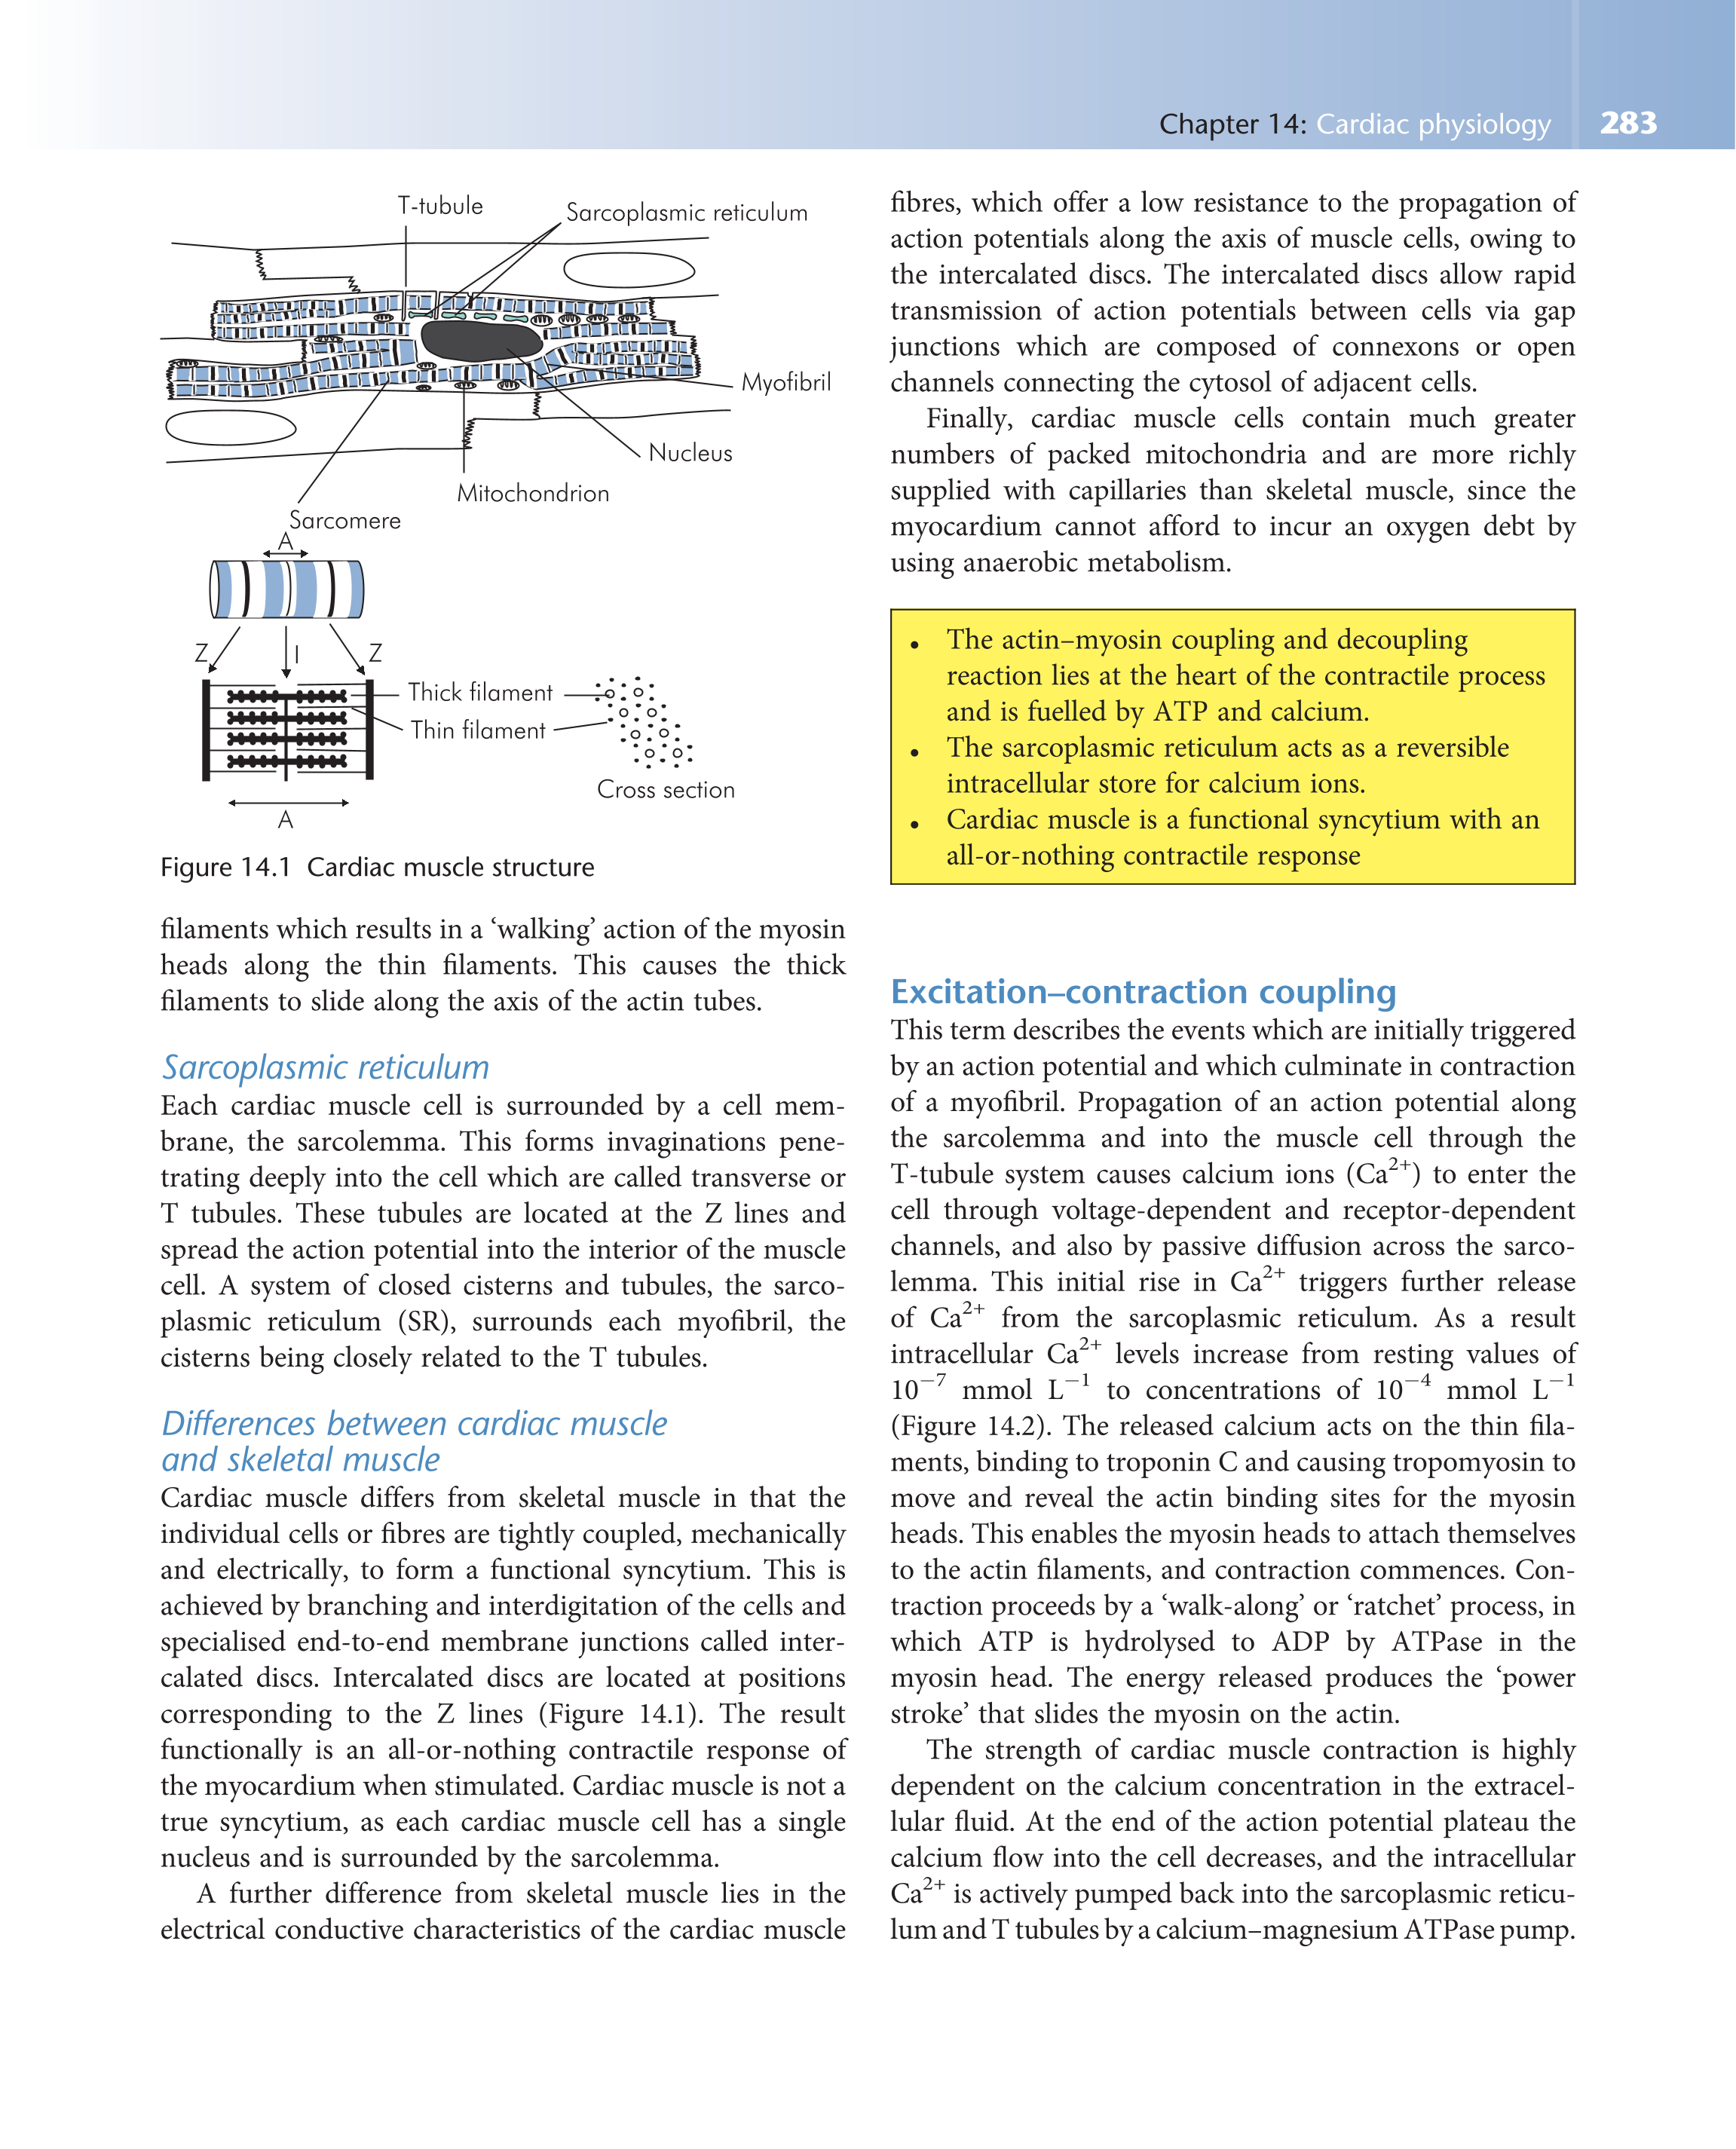 Chapter 14: Cardiac physiology 283
T-tubule
Sarcoplasmic reticulum
Myofibril
Nucleus
Mitochondrion
Sarcomere
A
Z
I
Z
Thick filament
Thin filament
Cross section
A
Figure 14.1 Cardiac muscle structure
filaments which results in a ‘walking’ action of the myosin
heads along the thin filaments. This causes the thick
filaments to slide along the axis of the actin tubes.
Sarcoplasmic reticulum
Each cardiac muscle cell is surrounded by a cell mem-
brane, the sarcolemma. This forms invaginations pene-
trating deeply into the cell which are called transverse or
T tubules. These tubules are located at the Z lines and
spread the action potential into the interior of the muscle
cell. A system of closed cisterns and tubules, the sarco-
plasmic reticulum (SR), surrounds each myofibril, the
cisterns being closely related to the T tubules.
Differences between cardiac muscle
and skeletal muscle
Cardiac muscle differs from skeletal muscle in that the
individual cells or fibres are tightly coupled, mechanically
and electrically, to form a functional syncytium. This is
achieved by branching and interdigitation of the cells and
specialised end-to-end membrane junctions called inter-
calated discs. Intercalated discs are located at positions
corresponding to the Z lines (Figure 14.1). The result
functionally is an all-or-nothing contractile response of
the myocardium when stimulated. Cardiac muscle is not a
true syncytium, as each cardiac muscle cell has a single
nucleus and is surrounded by the sarcolemma.
A further difference from skeletal muscle lies in the
electrical conductive characteristics of the cardiac muscle
fibres, which offer a low resistance to the propagation of
action potentials along the axis of muscle cells, owing to
the intercalated discs. The intercalated discs allow rapid
transmission of action potentials between cells via gap
junctions which are composed of connexons or open
channels connecting the cytosol of adjacent cells.
Finally, cardiac muscle cells contain much greater
numbers of packed mitochondria and are more richly
supplied with capillaries than skeletal muscle, since the
myocardium cannot afford to incur an oxygen debt by
using anaerobic metabolism.
• The actin–myosin coupling and decoupling
reaction lies at the heart of the contractile process
and is fuelled by ATP and calcium.
• The sarcoplasmic reticulum acts as a reversible
intracellular store for calcium ions.
• Cardiac muscle is a functional syncytium with an
all-or-nothing contractile response
Excitation–contraction coupling
This term describes the events which are initially triggered
by an action potential and which culminate in contraction
of a myofibril. Propagation of an action potential along
the sarcolemma and into the muscle cell through the
T-tubule system causes calcium ions (Ca²⁺) to enter the
cell through voltage-dependent and receptor-dependent
channels, and also by passive diffusion across the sarco-
lemma. This initial rise in Ca²⁺ triggers further release
of Ca²⁺ from the sarcoplasmic reticulum. As a result
intracellular Ca²⁺ levels increase from resting values of
10⁻⁷ mmol L⁻¹ to concentrations of 10⁻⁴ mmol L⁻¹
(Figure 14.2). The released calcium acts on the thin fila-
ments, binding to troponin C and causing tropomyosin to
move and reveal the actin binding sites for the myosin
heads. This enables the myosin heads to attach themselves
to the actin filaments, and contraction commences. Con-
traction proceeds by a ‘walk-along’ or ‘ratchet’ process, in
which ATP is hydrolysed to ADP by ATPase in the
myosin head. The energy released produces the ‘power
stroke’ that slides the myosin on the actin.
The strength of cardiac muscle contraction is highly
dependent on the calcium concentration in the extracel-
lular fluid. At the end of the action potential plateau the
calcium flow into the cell decreases, and the intracellular
Ca²⁺ is actively pumped back into the sarcoplasmic reticu-
lum and T tubules by a calcium–magnesium ATPase pump.